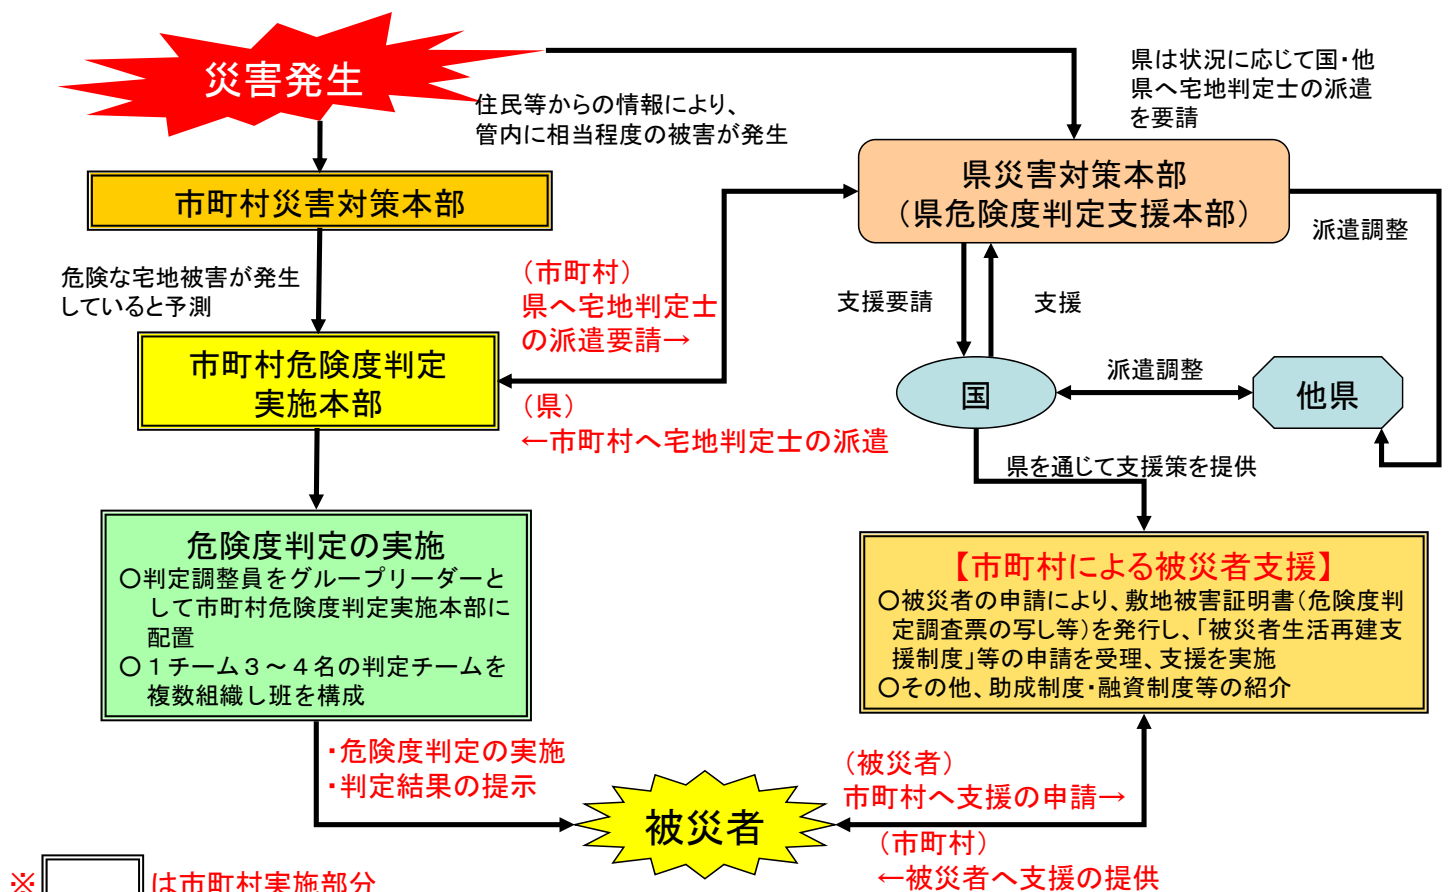 災害発生
住民等からの情報により、
管内に相当程度の被害が発生
県は状況に応じて国・他
県へ宅地判定士の派遣
を要請
市町村災害対策本部
県災害対策本部
（県危険度判定支援本部）
派遣調整
危険な宅地被害が発生
していると予測
（市町村）
県へ宅地判定士
の派遣要請→
支援要請
支援
市町村危険度判定
実施本部
（県）
←市町村へ宅地判定士の派遣
国
派遣調整
他県
県を通じて支援策を提供
危険度判定の実施
○判定調整員をグループリーダーと
して市町村危険度判定実施本部に
配置
○１チーム３～４名の判定チームを
複数組織し班を構成
【市町村による被災者支援】
○被災者の申請により、敷地被害証明書（危険度判
定調査票の写し等）を発行し、「被災者生活再建支
援制度」等の申請を受理、支援を実施
○その他、助成制度・融資制度等の紹介
・危険度判定の実施
・判定結果の提示
被災者
（被災者）
市町村へ支援の申請→
（市町村）
←被災者へ支援の提供
※　は市町村実施部分